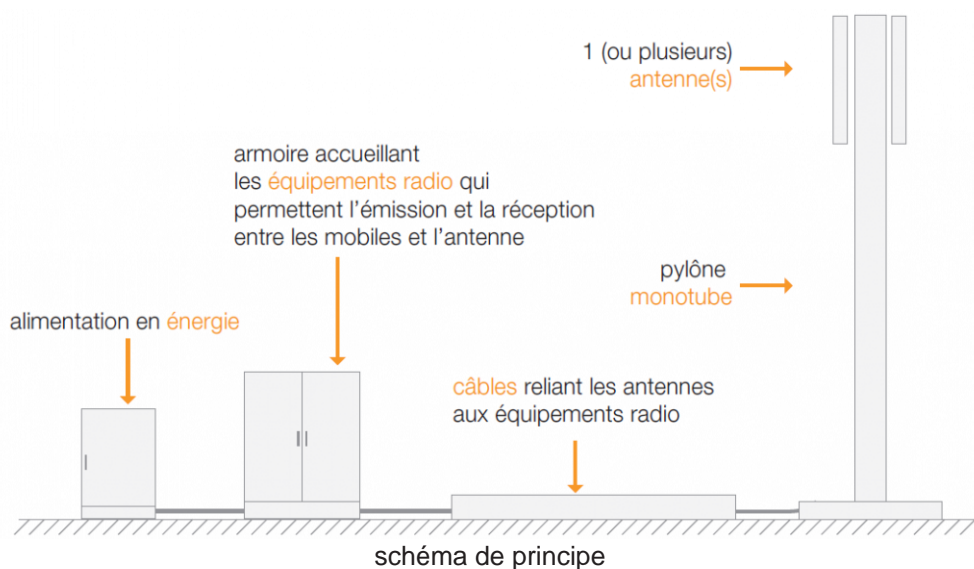 1 (ou plusieurs)
antenne(s)
armoire accueillant
les équipements radio qui
permettent l'émission et la réception
entre les mobiles et l'antenne
pylône
monotube
alimentation en énergie
câbles reliant les antennes
aux équipements radio
schéma de principe